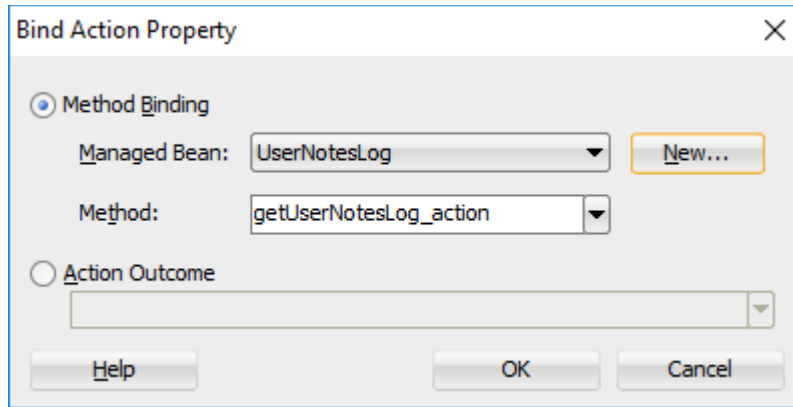 Bind Action Property
Method Binding
Managed Bean: UserNotesLog New...
Method: getUserNotesLog_action
Action Outcome
Help OK Cancel